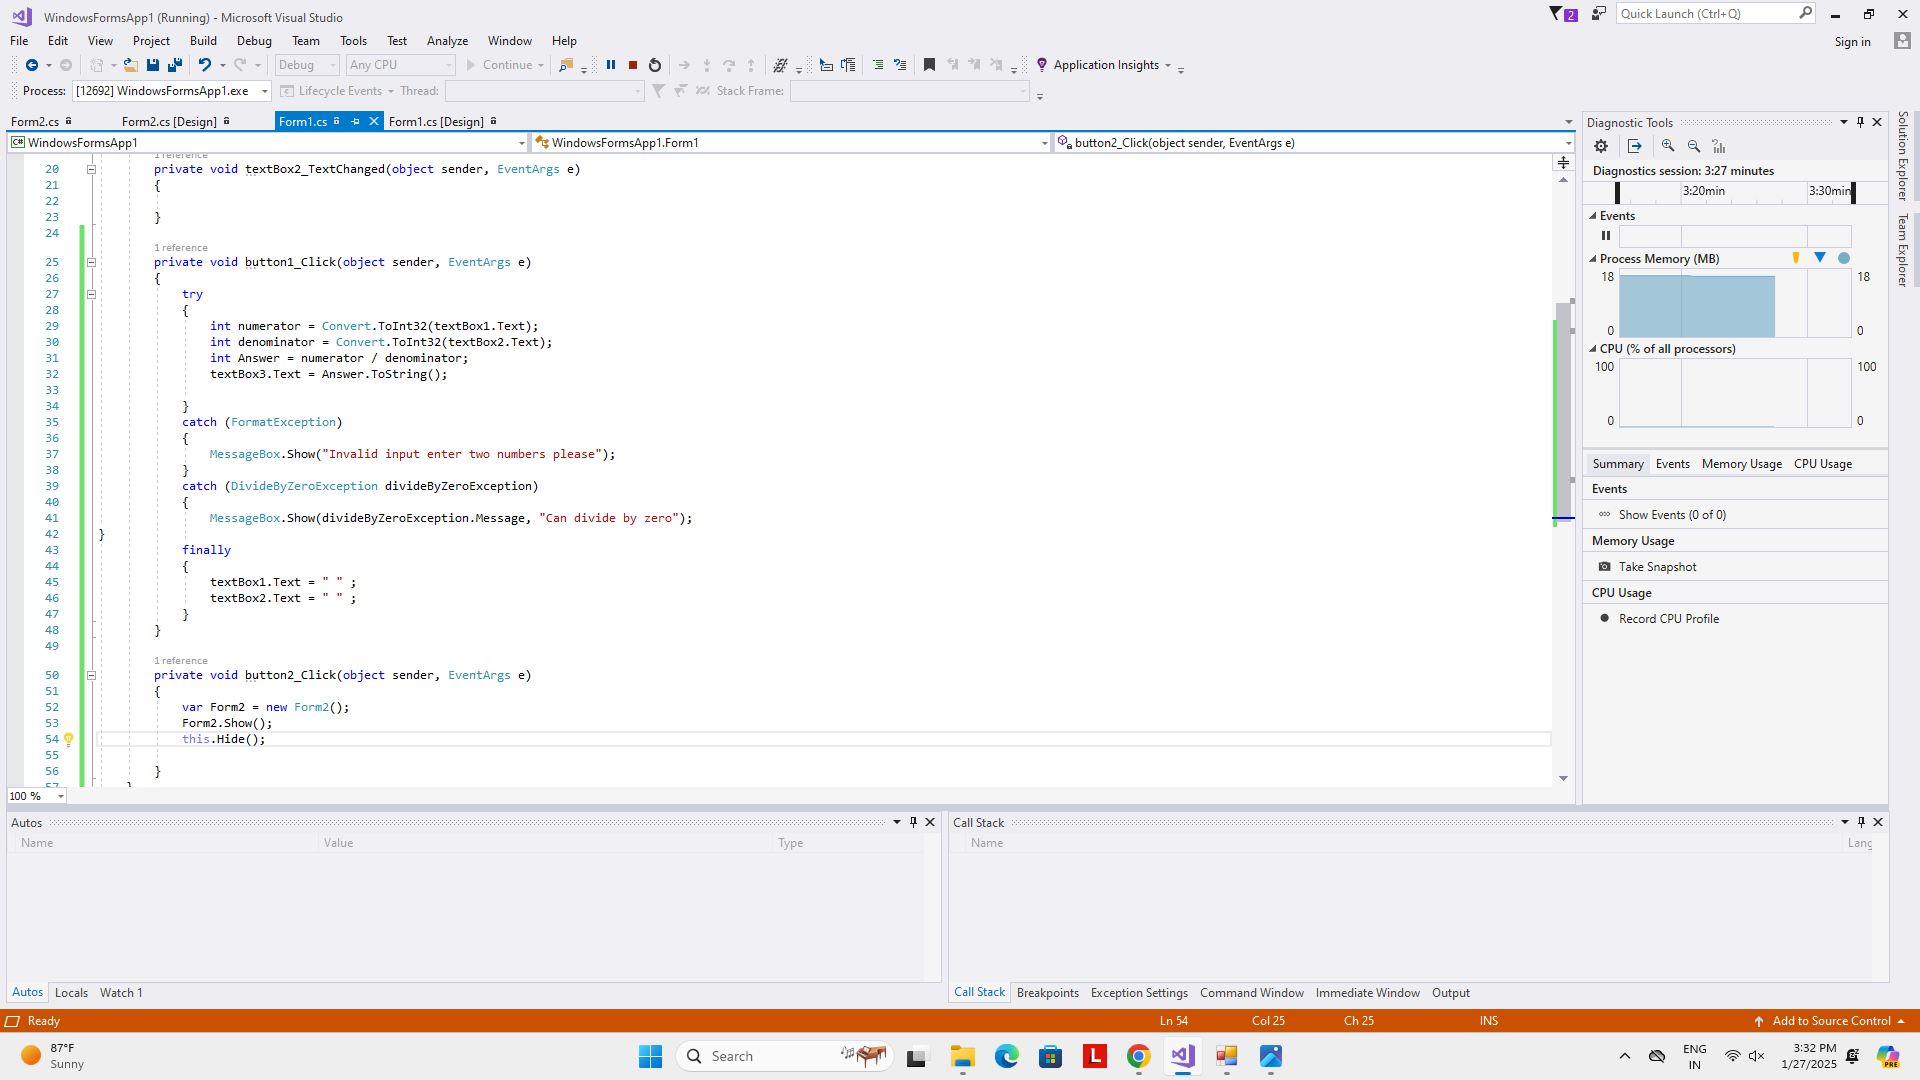 WindowsFormsApp1 (Running) - Microsoft Visual Studio
2
Quick Launch (Ctrl+Q)
File Edit View Project Build Debug Team Tools Test Analyze Window Help
Sign in
Debug Any CPU Continue Application Insights
Process: [12692] WindowsFormsApp1.exe Lifecycle Events Thread: Stack Frame:
Form2.cs Form2.cs [Design] Form1.cs Form1.cs [Design]
C# WindowsFormsApp1 WindowsFormsApp1.Form1 button2_Click(object sender, EventArgs e)
1 reference
20 private void textBox2_TextChanged(object sender, EventArgs e)
21 {
22
23 }
24
1 reference
25 private void button1_Click(object sender, EventArgs e)
26 {
27 try
28 {
29 int numerator = Convert.ToInt32(textBox1.Text);
30 int denominator = Convert.ToInt32(textBox2.Text);
31 int Answer = numerator / denominator;
32 textBox3.Text = Answer.ToString();
33
34 }
35 catch (FormatException)
36 {
37 MessageBox.Show("Invalid input enter two numbers please");
38 }
39 catch (DivideByZeroException divideByZeroException)
40 {
41 MessageBox.Show(divideByZeroException.Message, "Can divide by zero");
42 }
43 finally
44 {
45 textBox1.Text = " " ;
46 textBox2.Text = " " ;
47 }
48 }
49
1 reference
50 private void button2_Click(object sender, EventArgs e)
51 {
52 var Form2 = new Form2();
53 Form2.Show();
54 this.Hide();
55
56 }
57 }
100 %
Diagnostic Tools
Diagnostics session: 3:27 minutes
3:20min 3:30min
Events
Process Memory (MB)
18 18
0 0
CPU (% of all processors)
100 100
0 0
Summary Events Memory Usage CPU Usage
Events
Show Events (0 of 0)
Memory Usage
Take Snapshot
CPU Usage
Record CPU Profile
Solution Explorer
Team Explorer
Autos
Name Value Type
Autos Locals Watch 1
Call Stack
Name Lang
Call Stack Breakpoints Exception Settings Command Window Immediate Window Output
Ready Ln 54 Col 25 Ch 25 INS Add to Source Control
87°F
Sunny
Search
L
PRE
ENG
IN
3:32 PM
1/27/2025